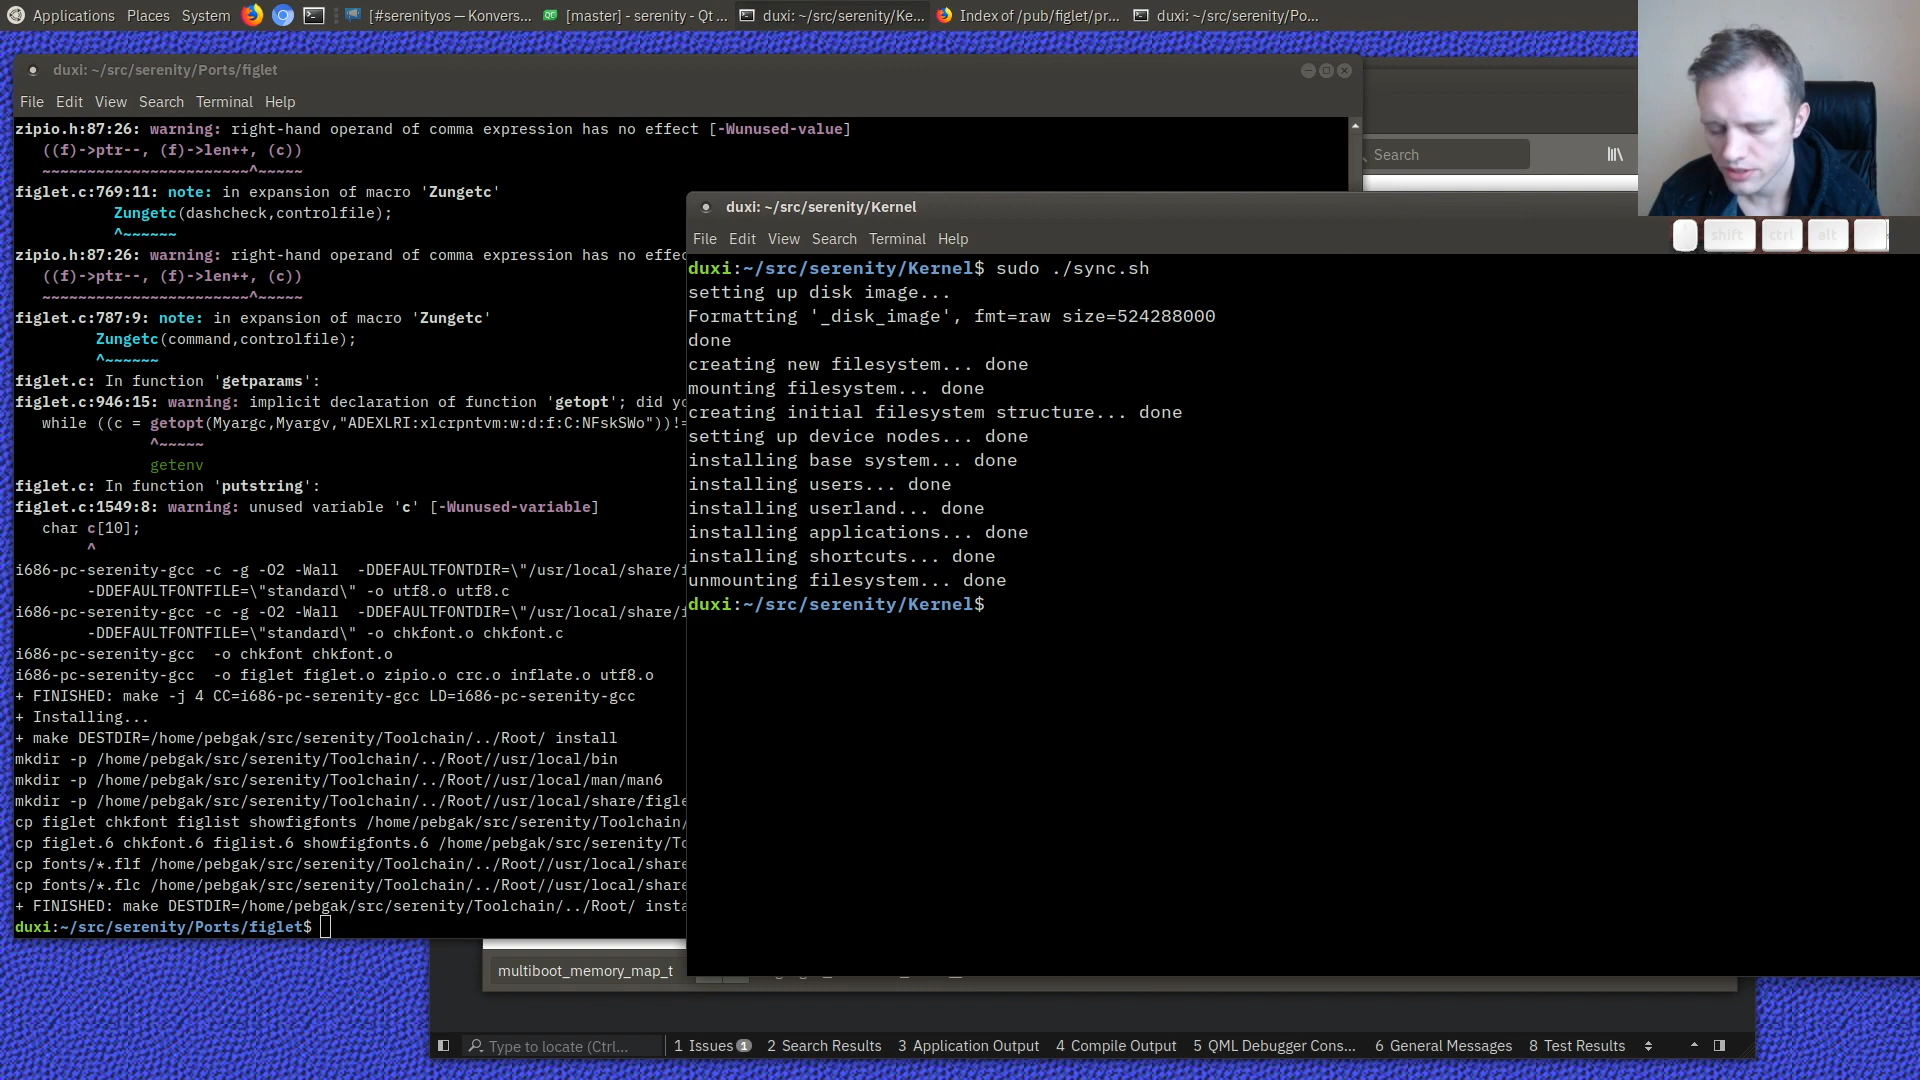 Applications Places System [#serenityos — Konvers... [master] - serenity - Qt ... duxi: ~/src/serenity/Ke... Index of /pub/figlet/pr... duxi: ~/src/serenity/Po...
duxi: ~/src/serenity/Ports/figlet
File Edit View Search Terminal Help
zipio.h:87:26: warning: right-hand operand of comma expression has no effect [-Wunused-value]
((f)->ptr--, (f)->len++, (c))
~~~~~~~~~~~~~~~~~~~~~~~^~~~~~
figlet.c:769:11: note: in expansion of macro 'Zungetc'
Zungetc(dashcheck,controlfile);
^~~~~~~
zipio.h:87:26: warning: right-hand operand of comma expression has no effec
((f)->ptr--, (f)->len++, (c))
~~~~~~~~~~~~~~~~~~~~~~~^~~~~~
figlet.c:787:9: note: in expansion of macro 'Zungetc'
Zungetc(command,controlfile);
^~~~~~~
figlet.c: In function 'getparams':
figlet.c:946:15: warning: implicit declaration of function 'getopt'; did yo
while ((c = getopt(Myargc,Myargv,"ADEXLRI:xlcrpntvm:w:d:f:C:NFskSWo"))!=
^~~~~~
getenv
figlet.c: In function 'putstring':
figlet.c:1549:8: warning: unused variable 'c' [-Wunused-variable]
char c[10];
^
i686-pc-serenity-gcc -c -g -O2 -Wall  -DDEFAULTFONTDIR=\"/usr/local/share/f
-DDEFAULTFONTFILE=\"standard\" -o utf8.o utf8.c
i686-pc-serenity-gcc -c -g -O2 -Wall  -DDEFAULTFONTDIR=\"/usr/local/share/f
-DDEFAULTFONTFILE=\"standard\" -o chkfont.o chkfont.c
i686-pc-serenity-gcc  -o chkfont chkfont.o
i686-pc-serenity-gcc  -o figlet figlet.o zipio.o crc.o inflate.o utf8.o
+ FINISHED: make -j 4 CC=i686-pc-serenity-gcc LD=i686-pc-serenity-gcc
+ Installing...
+ make DESTDIR=/home/pebgak/src/serenity/Toolchain/../Root/ install
mkdir -p /home/pebgak/src/serenity/Toolchain/../Root//usr/local/bin
mkdir -p /home/pebgak/src/serenity/Toolchain/../Root//usr/local/man/man6
mkdir -p /home/pebgak/src/serenity/Toolchain/../Root//usr/local/share/figle
cp figlet chkfont figlist showfigfonts /home/pebgak/src/serenity/Toolchain/
cp figlet.6 chkfont.6 figlist.6 showfigfonts.6 /home/pebgak/src/serenity/To
cp fonts/*.flf /home/pebgak/src/serenity/Toolchain/../Root//usr/local/share
cp fonts/*.flc /home/pebgak/src/serenity/Toolchain/../Root//usr/local/share
+ FINISHED: make DESTDIR=/home/pebgak/src/serenity/Toolchain/../Root/ insta
duxi:~/src/serenity/Ports/figlet$
Search
shift ctrl alt
duxi: ~/src/serenity/Kernel
File Edit View Search Terminal Help
duxi:~/src/serenity/Kernel$ sudo ./sync.sh
setting up disk image...
Formatting '_disk_image', fmt=raw size=524288000
done
creating new filesystem... done
mounting filesystem... done
creating initial filesystem structure... done
setting up device nodes... done
installing base system... done
installing users... done
installing userland... done
installing applications... done
installing shortcuts... done
unmounting filesystem... done
duxi:~/src/serenity/Kernel$
multiboot_memory_map_t
Type to locate (Ctrl... 1 Issues 1 2 Search Results 3 Application Output 4 Compile Output 5 QML Debugger Cons... 6 General Messages 8 Test Results